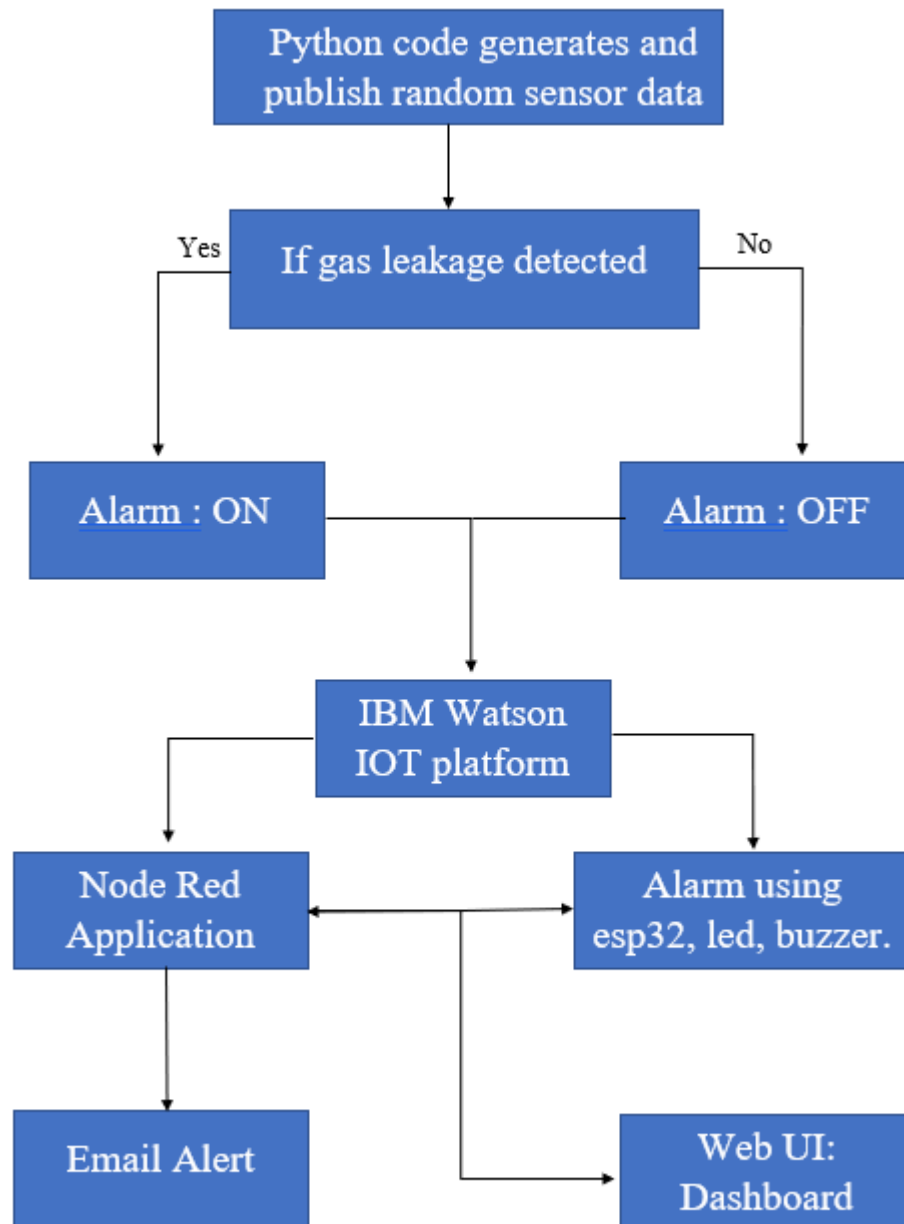 Python code generates and
publish random sensor data
Yes
If gas leakage detected
No
Alarm : ON
Alarm : OFF
IBM Watson
IOT platform
Node Red
Application
Alarm using
esp32, led, buzzer.
Email Alert
Web UI:
Dashboard